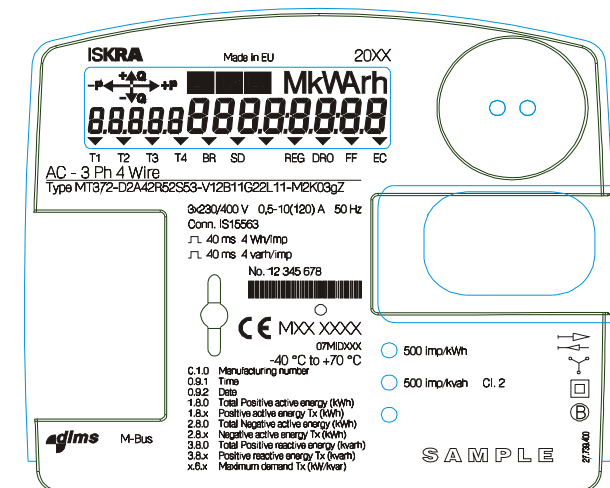 ISKRA Made in EU 20XX
-P +Q +P -Q MkWArh
8.8.8.8.8 8.8.8.8.8.8.8.8
T1 T2 T3 T4 BR SD REG DRO FF EC
AC - 3 Ph 4 Wire
Type MT372-D2A42R52S53-V12B11G22L11-M2K03gZ
3x230/400 V 0,5-10(120) A 50 Hz
Conn. IS15563
40 ms 4 Wh/imp
40 ms 4 varh/imp
No. 12 345 678
CE MXX XXXX
07MIDXXX
-40 °C to +70 °C
C.1.0 Manufacturing number
0.9.1 Time
0.9.2 Date
1.8.0 Total Positive active energy (kWh)
1.8.x Positive active energy Tx (kWh)
2.8.0 Total Negative active energy (kWh)
2.8.x Negative active energy Tx (kWh)
3.8.0 Total Positive reactive energy (kvarh)
3.8.x Positive reactive energy Tx (kvarh)
x.6.x Maximum demand Tx (kW/kvar)
500 imp/kWh
500 imp/kvah Cl. 2
B
dlms M-Bus
SAMPLE